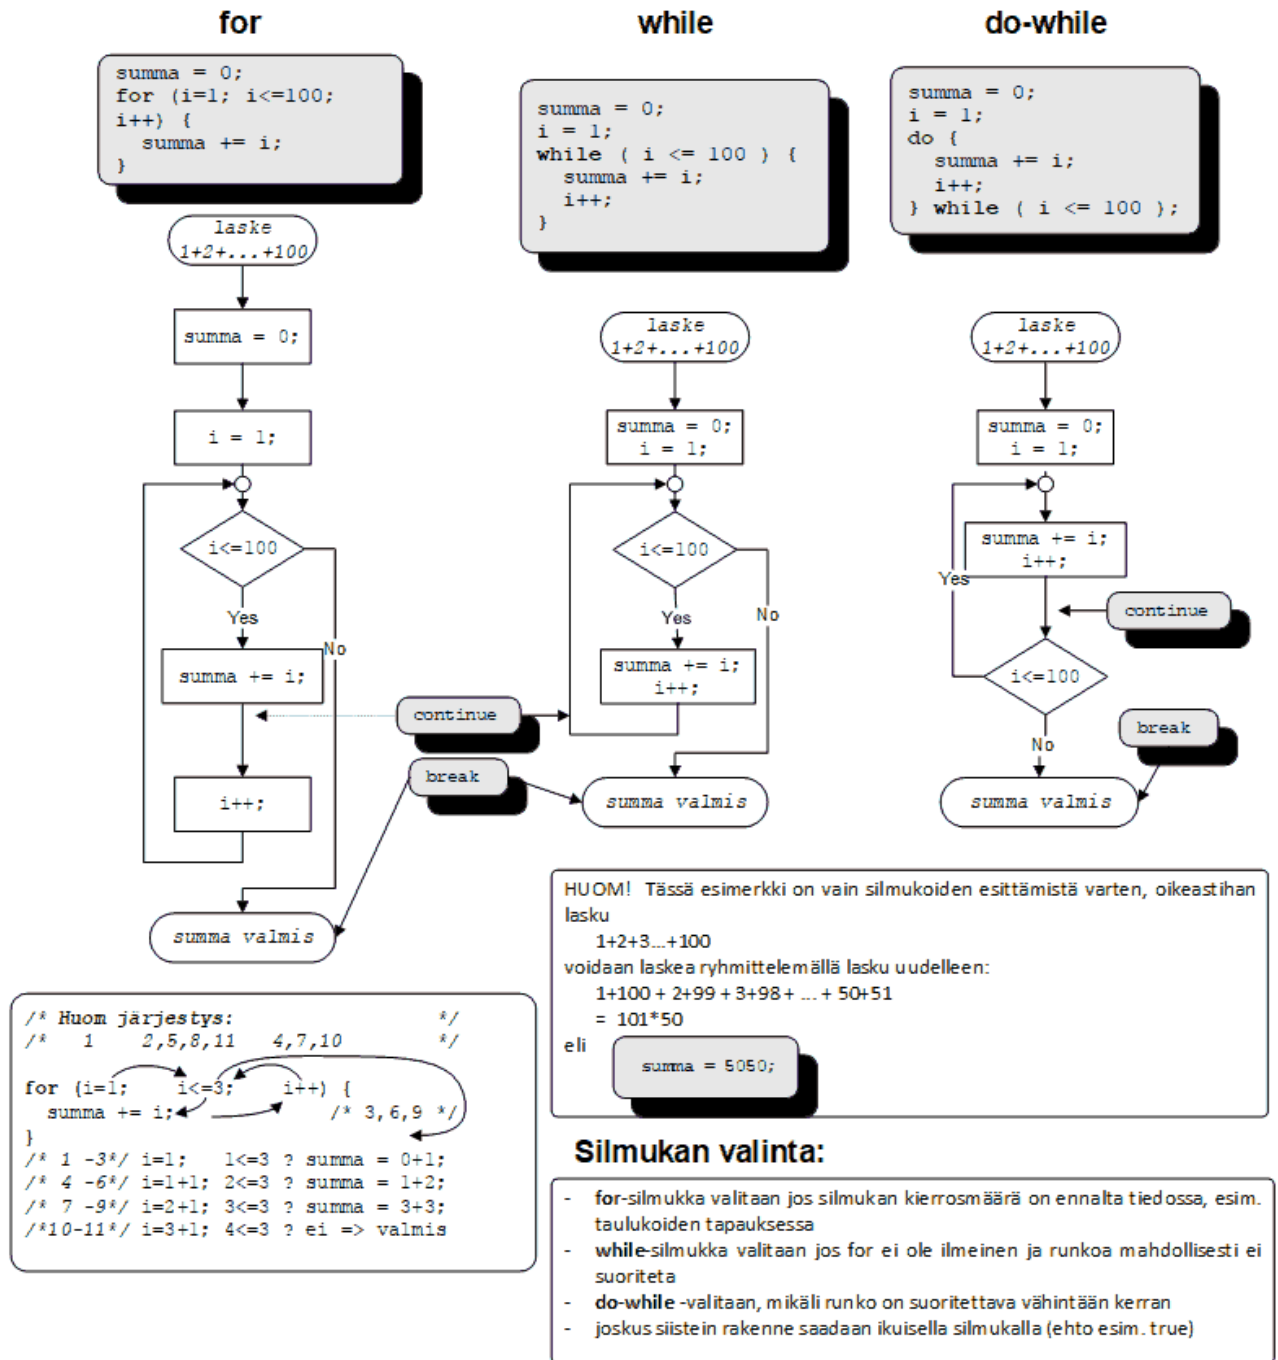 for
summa = 0;
for (i=1; i<=100;
i++) {
summa += i;
}
laske
1+2+...+100
summa = 0;
i = 1;
i<=100
Yes
No
summa += i;
i++;
summa valmis
while
summa = 0;
i = 1;
while ( i <= 100 ) {
summa += i;
i++;
}
laske
1+2+...+100
summa = 0;
i = 1;
i<=100
Yes
No
summa += i;
i++;
continue
break
summa valmis
do-while
summa = 0;
i = 1;
do {
summa += i;
i++;
} while ( i <= 100 );
laske
1+2+...+100
summa = 0;
i = 1;
summa += i;
i++;
Yes
continue
i<=100
No
break
summa valmis
/* Huom järjestys: */
/* 1 2,5,8,11 4,7,10 */
for (i=1; i<=3; i++) {
summa += i; /* 3,6,9 */
}
/* 1 -3*/ i=1; 1<=3 ? summa = 0+1;
/* 4 -6*/ i=1+1; 2<=3 ? summa = 1+2;
/* 7 -9*/ i=2+1; 3<=3 ? summa = 3+3;
/*10-11*/ i=3+1; 4<=3 ? ei => valmis
HUOM! Tässä esimerkki on vain silmukoiden esittämistä varten, oikeastihan
lasku
1+2+3...+100
voidaan laskea ryhmittelemällä lasku uudelleen:
1+100 + 2+99 + 3+98 + ... + 50+51
= 101*50
eli
summa = 5050;
Silmukan valinta:
- for-silmukka valitaan jos silmukan kierrosmäärä on ennalta tiedossa, esim.
taulukoiden tapauksessa
- while-silmukka valitaan jos for ei ole ilmeinen ja runkoa mahdollisesti ei
suoriteta
- do-while -valitaan, mikäli runko on suoritettava vähintään kerran
- joskus siistein rakenne saadaan ikuisella silmukalla (ehto esim. true)